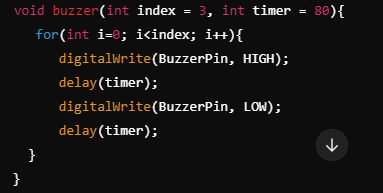 void buzzer(int index = 3, int timer = 80){
for(int i=0; i<index; i++){
digitalWrite(BuzzerPin, HIGH);
delay(timer);
digitalWrite(BuzzerPin, LOW);
delay(timer);
}
}